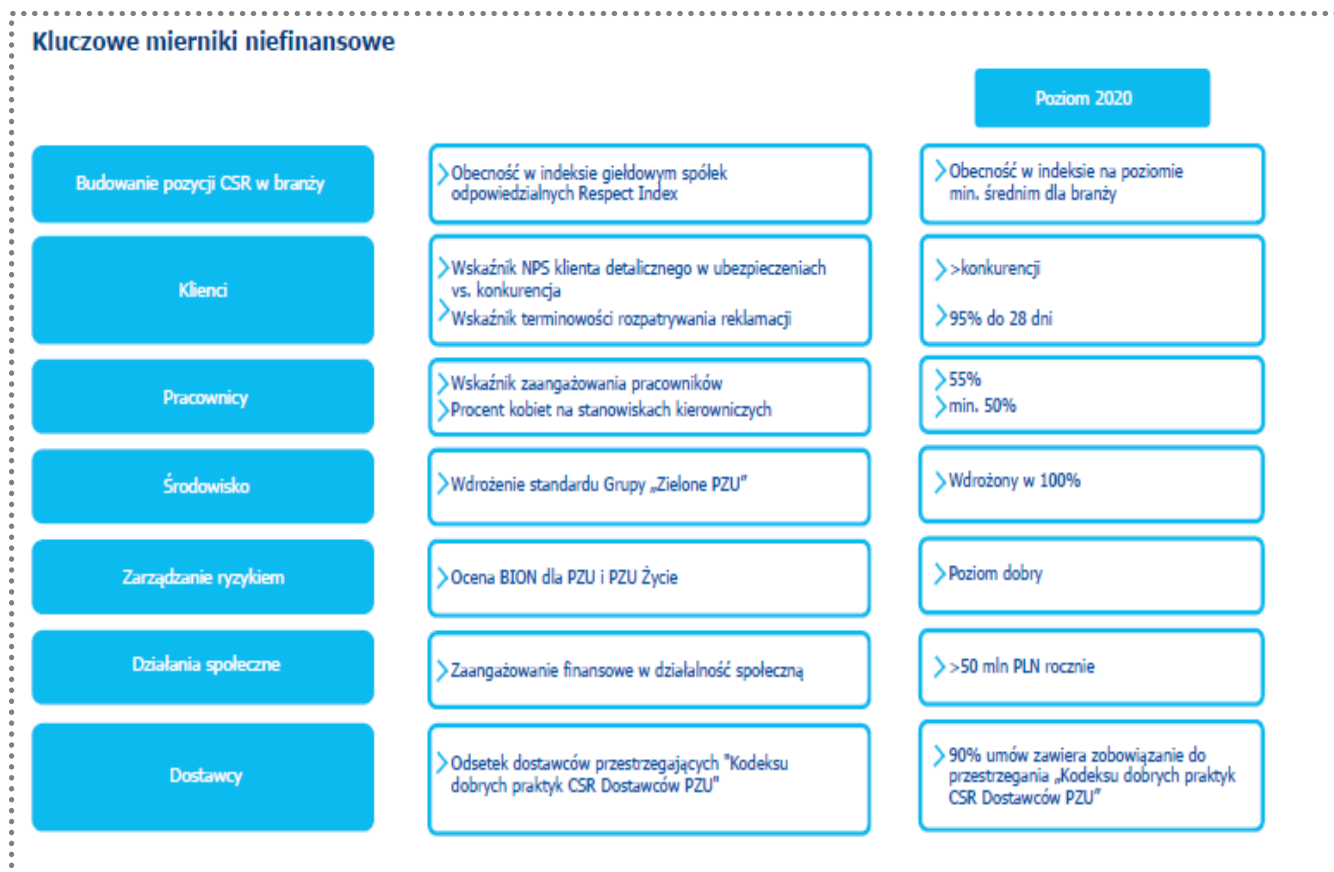 Kluczowe mierniki niefinansowe
Poziom 2020
Budowanie pozycji CSR w branży
Obecność w indeksie giełdowym spółek
odpowiedzialnych Respect Index
Obecność w indeksie na poziomie
min. średnim dla branży
Klienci
Wskaźnik NPS klienta detalicznego w ubezpieczeniach
vs. konkurencja
Wskaźnik terminowości rozpatrywania reklamacji
>konkurencji
95% do 28 dni
Pracownicy
Wskaźnik zaangażowania pracowników
Procent kobiet na stanowiskach kierowniczych
55%
min. 50%
Środowisko
Wdrożenie standardu Grupy „Zielone PZU”
Wdrożony w 100%
Zarządzanie ryzykiem
Ocena BION dla PZU i PZU Życie
Poziom dobry
Działania społeczne
Zaangażowanie finansowe w działalność społeczną
>50 mln PLN rocznie
Dostawcy
Odsetek dostawców przestrzegających "Kodeksu
dobrych praktyk CSR Dostawców PZU"
90% umów zawiera zobowiązanie do
przestrzegania „Kodeksu dobrych praktyk
CSR Dostawców PZU”